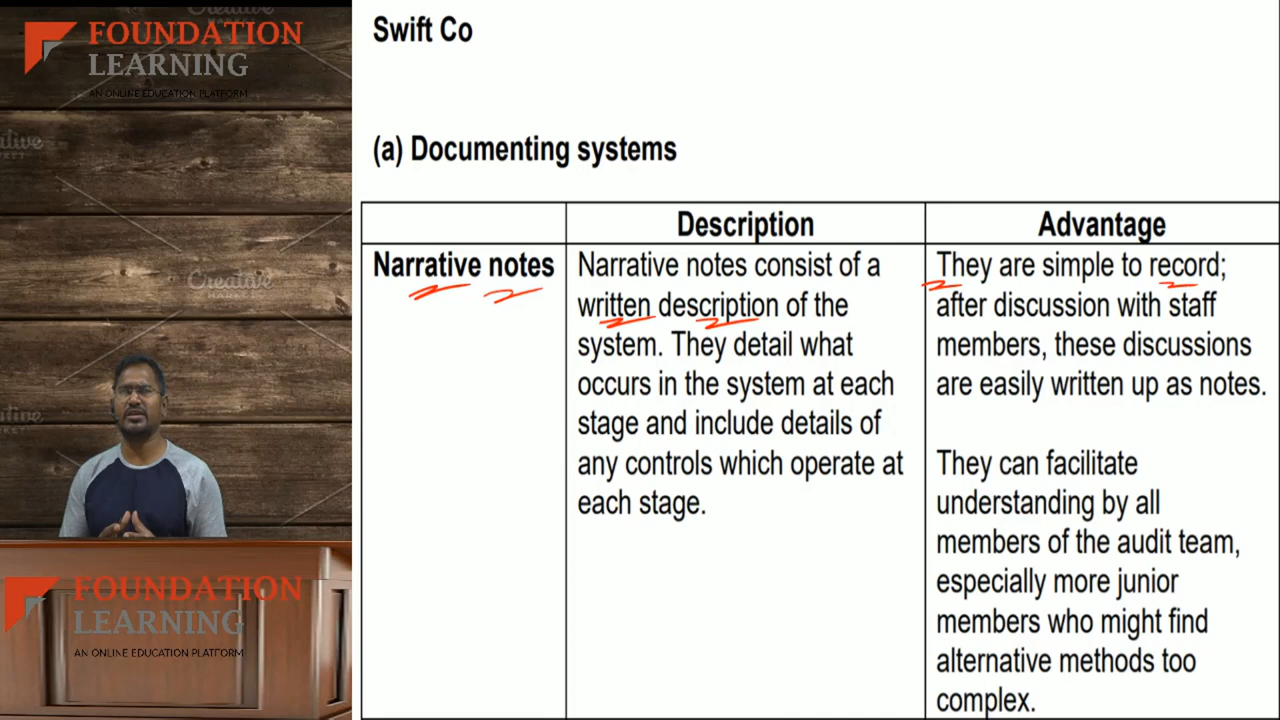 FOUNDATION
LEARNING
AN ONLINE EDUCATION PLATFORM
Creative
MARKET
FOUNDATION
LEARNING
AN ONLINE EDUCATION PLATFORM
Swift Co
(a) Documenting systems
Description
Advantage
Narrative notes
Narrative notes consist of a
written description of the
system. They detail what
occurs in the system at each
stage and include details of
any controls which operate at
each stage.
They are simple to record;
after discussion with staff
members, these discussions
are easily written up as notes.
They can facilitate
understanding by all
members of the audit team,
especially more junior
members who might find
alternative methods too
complex.